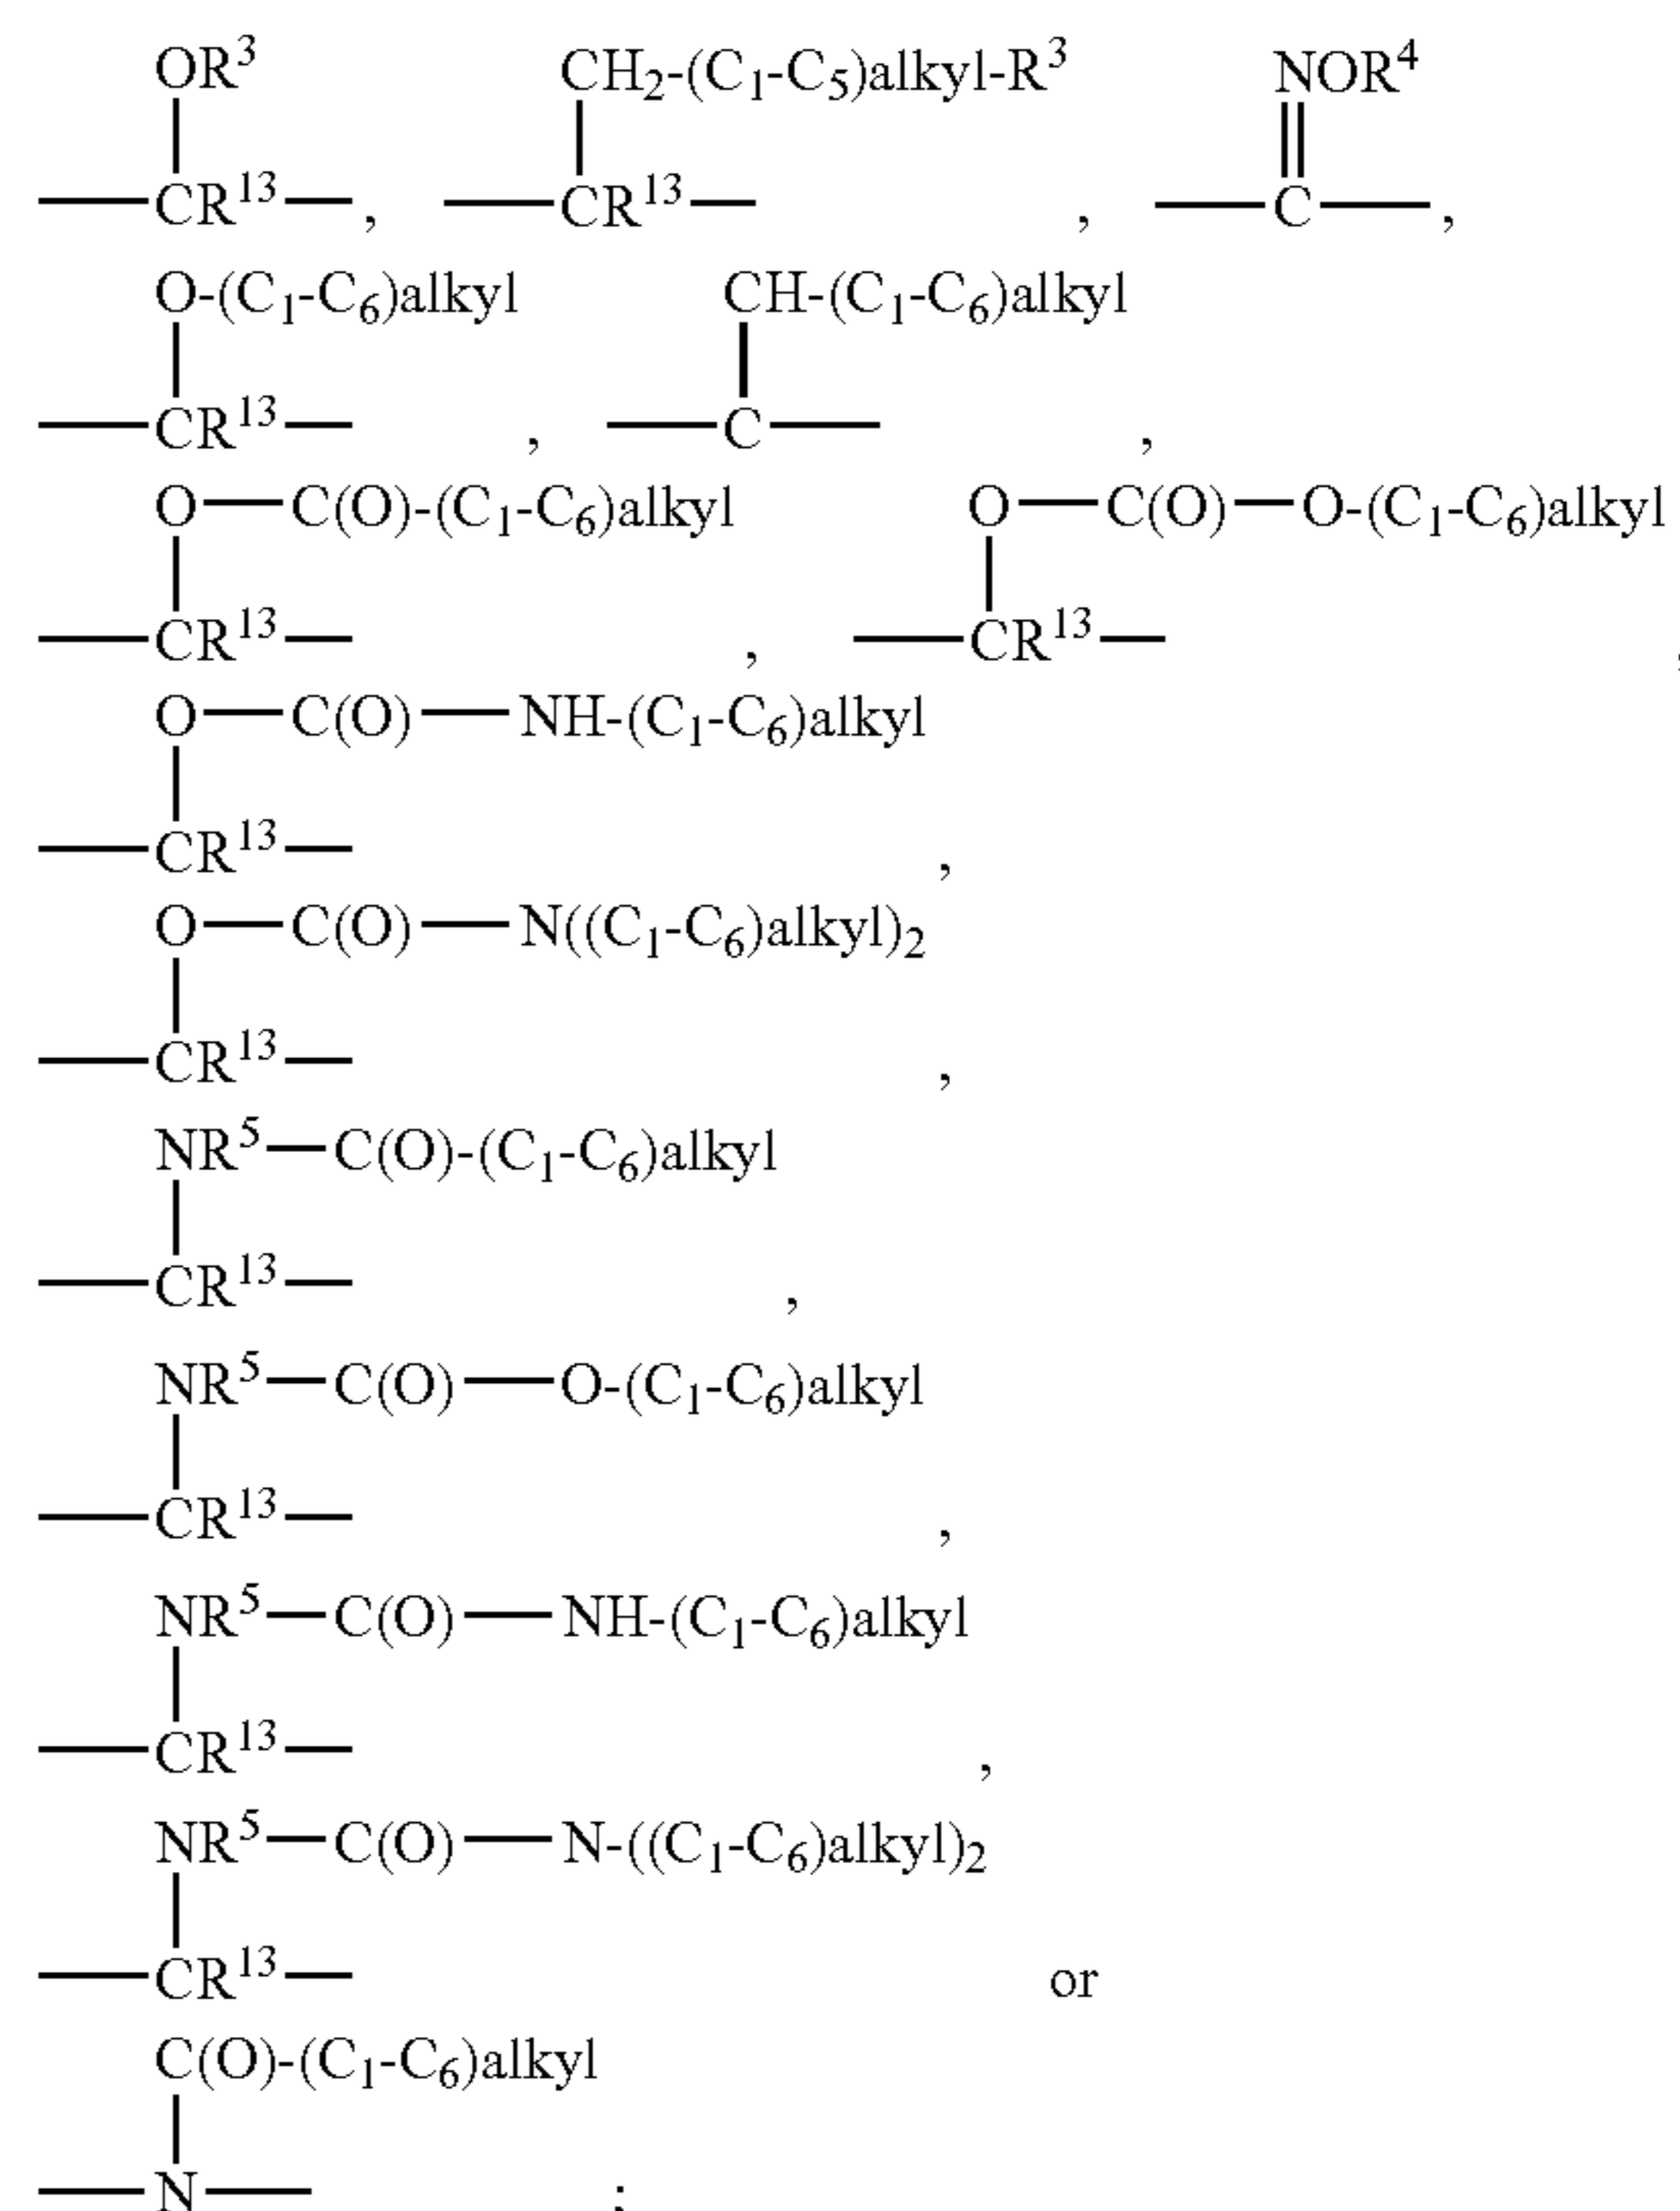 OR³ CH₂-(C₁-C₅)alkyl-R³ NOR⁴
—CR¹³—, —CR¹³— , —C—,
O-(C₁-C₆)alkyl CH-(C₁-C₆)alkyl
—CR¹³— , —C— ,
O—C(O)-(C₁-C₆)alkyl O—C(O)—O-(C₁-C₆)alkyl
—CR¹³— , —CR¹³— ,
O—C(O)—NH-(C₁-C₆)alkyl
—CR¹³— ,
O—C(O)—N((C₁-C₆)alkyl)₂
—CR¹³— ,
NR⁵—C(O)-(C₁-C₆)alkyl
—CR¹³— ,
NR⁵—C(O)—O-(C₁-C₆)alkyl
—CR¹³— ,
NR⁵—C(O)—NH-(C₁-C₆)alkyl
—CR¹³— ,
NR⁵—C(O)—N-((C₁-C₆)alkyl)₂
—CR¹³— or
C(O)-(C₁-C₆)alkyl
—N— ;